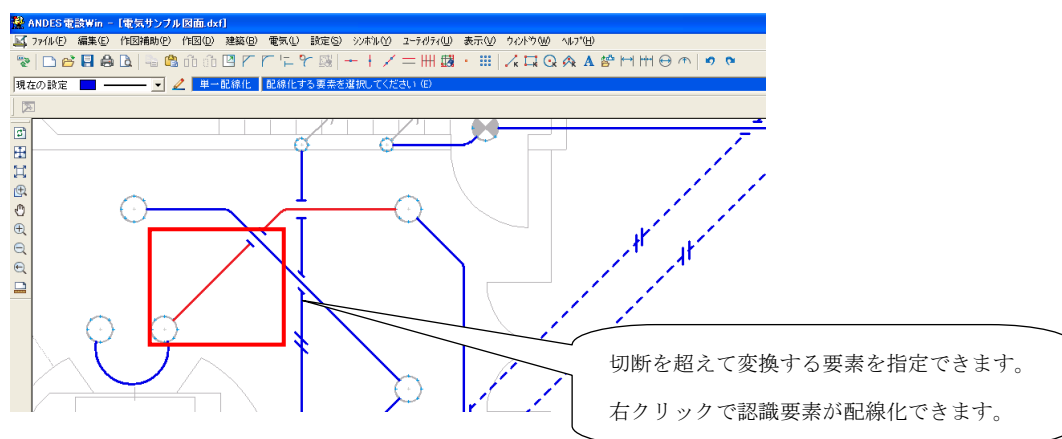 ANDES電設Win - [電気サンプル図面.dxf]
ファイル(F) 編集(E) 作図補助(P) 作図(D) 建築(B) 電気(L) 設定(S) シンボル(Y) ユーティリティ(U) 表示(V) ウィンドウ(W) ヘルプ(H)
現在の設定 単一配線化 配線化する要素を選択してください (E)
切断を超えて変換する要素を指定できます。
右クリックで認識要素が配線化できます。